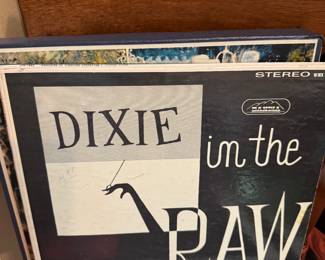 STEREO
DIXIE
in the
RAW